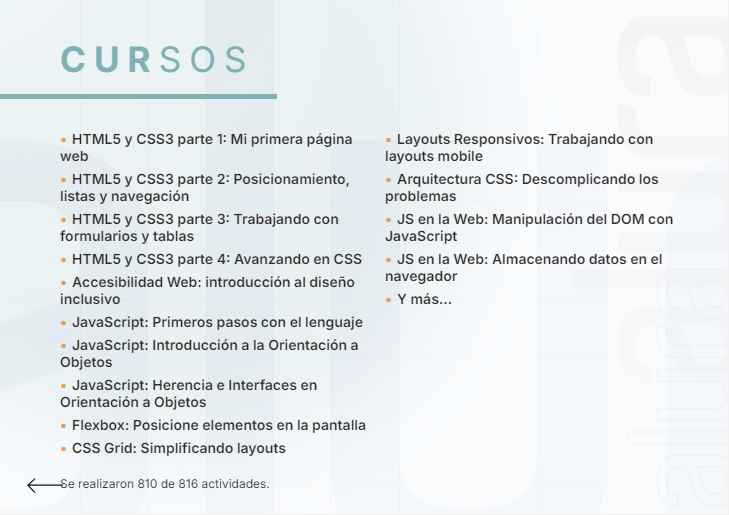 CURSOS
• HTML5 y CSS3 parte 1: Mi primera página
web
• HTML5 y CSS3 parte 2: Posicionamiento,
listas y navegación
• HTML5 y CSS3 parte 3: Trabajando con
formularios y tablas
• HTML5 y CSS3 parte 4: Avanzando en CSS
• Accesibilidad Web: introducción al diseño
inclusivo
• JavaScript: Primeros pasos con el lenguaje
• JavaScript: Introducción a la Orientación a
Objetos
• JavaScript: Herencia e Interfaces en
Orientación a Objetos
• Flexbox: Posicione elementos en la pantalla
• CSS Grid: Simplificando layouts
• Layouts Responsivos: Trabajando con
layouts mobile
• Arquitectura CSS: Descomplicando los
problemas
• JS en la Web: Manipulación del DOM con
JavaScript
• JS en la Web: Almacenando datos en el
navegador
• Y más...
Se realizaron 810 de 816 actividades.